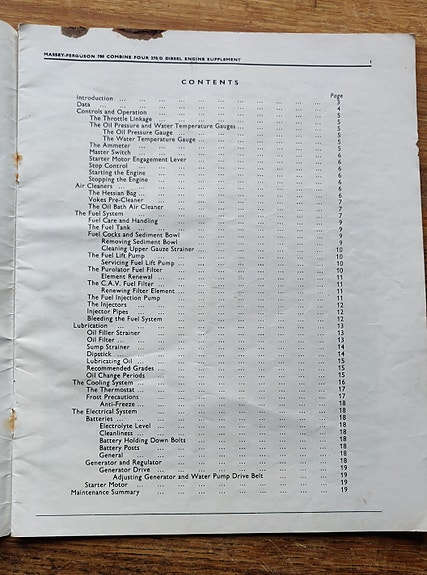 MASSEY-FERGUSON 780 COMBINE FOUR 270/D DIESEL ENGINE SUPPLEMENT 1
CONTENTS
Page
Introduction ... 3
Data ... 4
Controls and Operation ... 5
The Throttle Linkage ... 5
The Oil Pressure and Water Temperature Gauges ... 5
The Oil Pressure Gauge ... 5
The Water Temperature Gauge ... 5
The Ammeter ... 5
Master Switch ... 6
Starter Motor Engagement Lever ... 6
Stop Control ... 6
Starting the Engine ... 6
Stopping the Engine ... 6
Air Cleaners ... 6
The Hessian Bag ... 6
Vokes Pre-Cleaner ... 7
The Oil Bath Air Cleaner ... 7
The Fuel System ... 7
Fuel Care and Handling ... 9
The Fuel Tank ... 9
Fuel Cocks and Sediment Bowl ... 9
Removing Sediment Bowl ... 9
Cleaning Upper Gauze Strainer ... 10
The Fuel Lift Pump ... 10
Servicing Fuel Lift Pump ... 10
The Purolator Fuel Filter ... 10
Element Renewal ... 11
The C.A.V. Fuel Filter ... 11
Renewing Filter Element ... 11
The Fuel Injection Pump ... 11
The Injectors ... 12
Injector Pipes ... 12
Bleeding the Fuel System ... 12
Lubrication ... 13
Oil Filler Strainer ... 13
Oil Filter ... 13
Sump Strainer ... 14
Dipstick ... 14
Lubricating Oil ... 15
Recommended Grades ... 15
Oil Change Periods ... 15
The Cooling System ... 16
The Thermostat ... 17
Frost Precautions ... 17
Anti-Freeze ... 18
The Electrical System ... 18
Batteries ... 18
Electrolyte Level ... 18
Cleanliness ... 18
Battery Holding Down Bolts ... 18
Battery Posts ... 18
General ... 18
Generator and Regulator ... 18
Generator Drive ... 19
Adjusting Generator and Water Pump Drive Belt ... 19
Starter Motor ... 19
Maintenance Summary ... 19